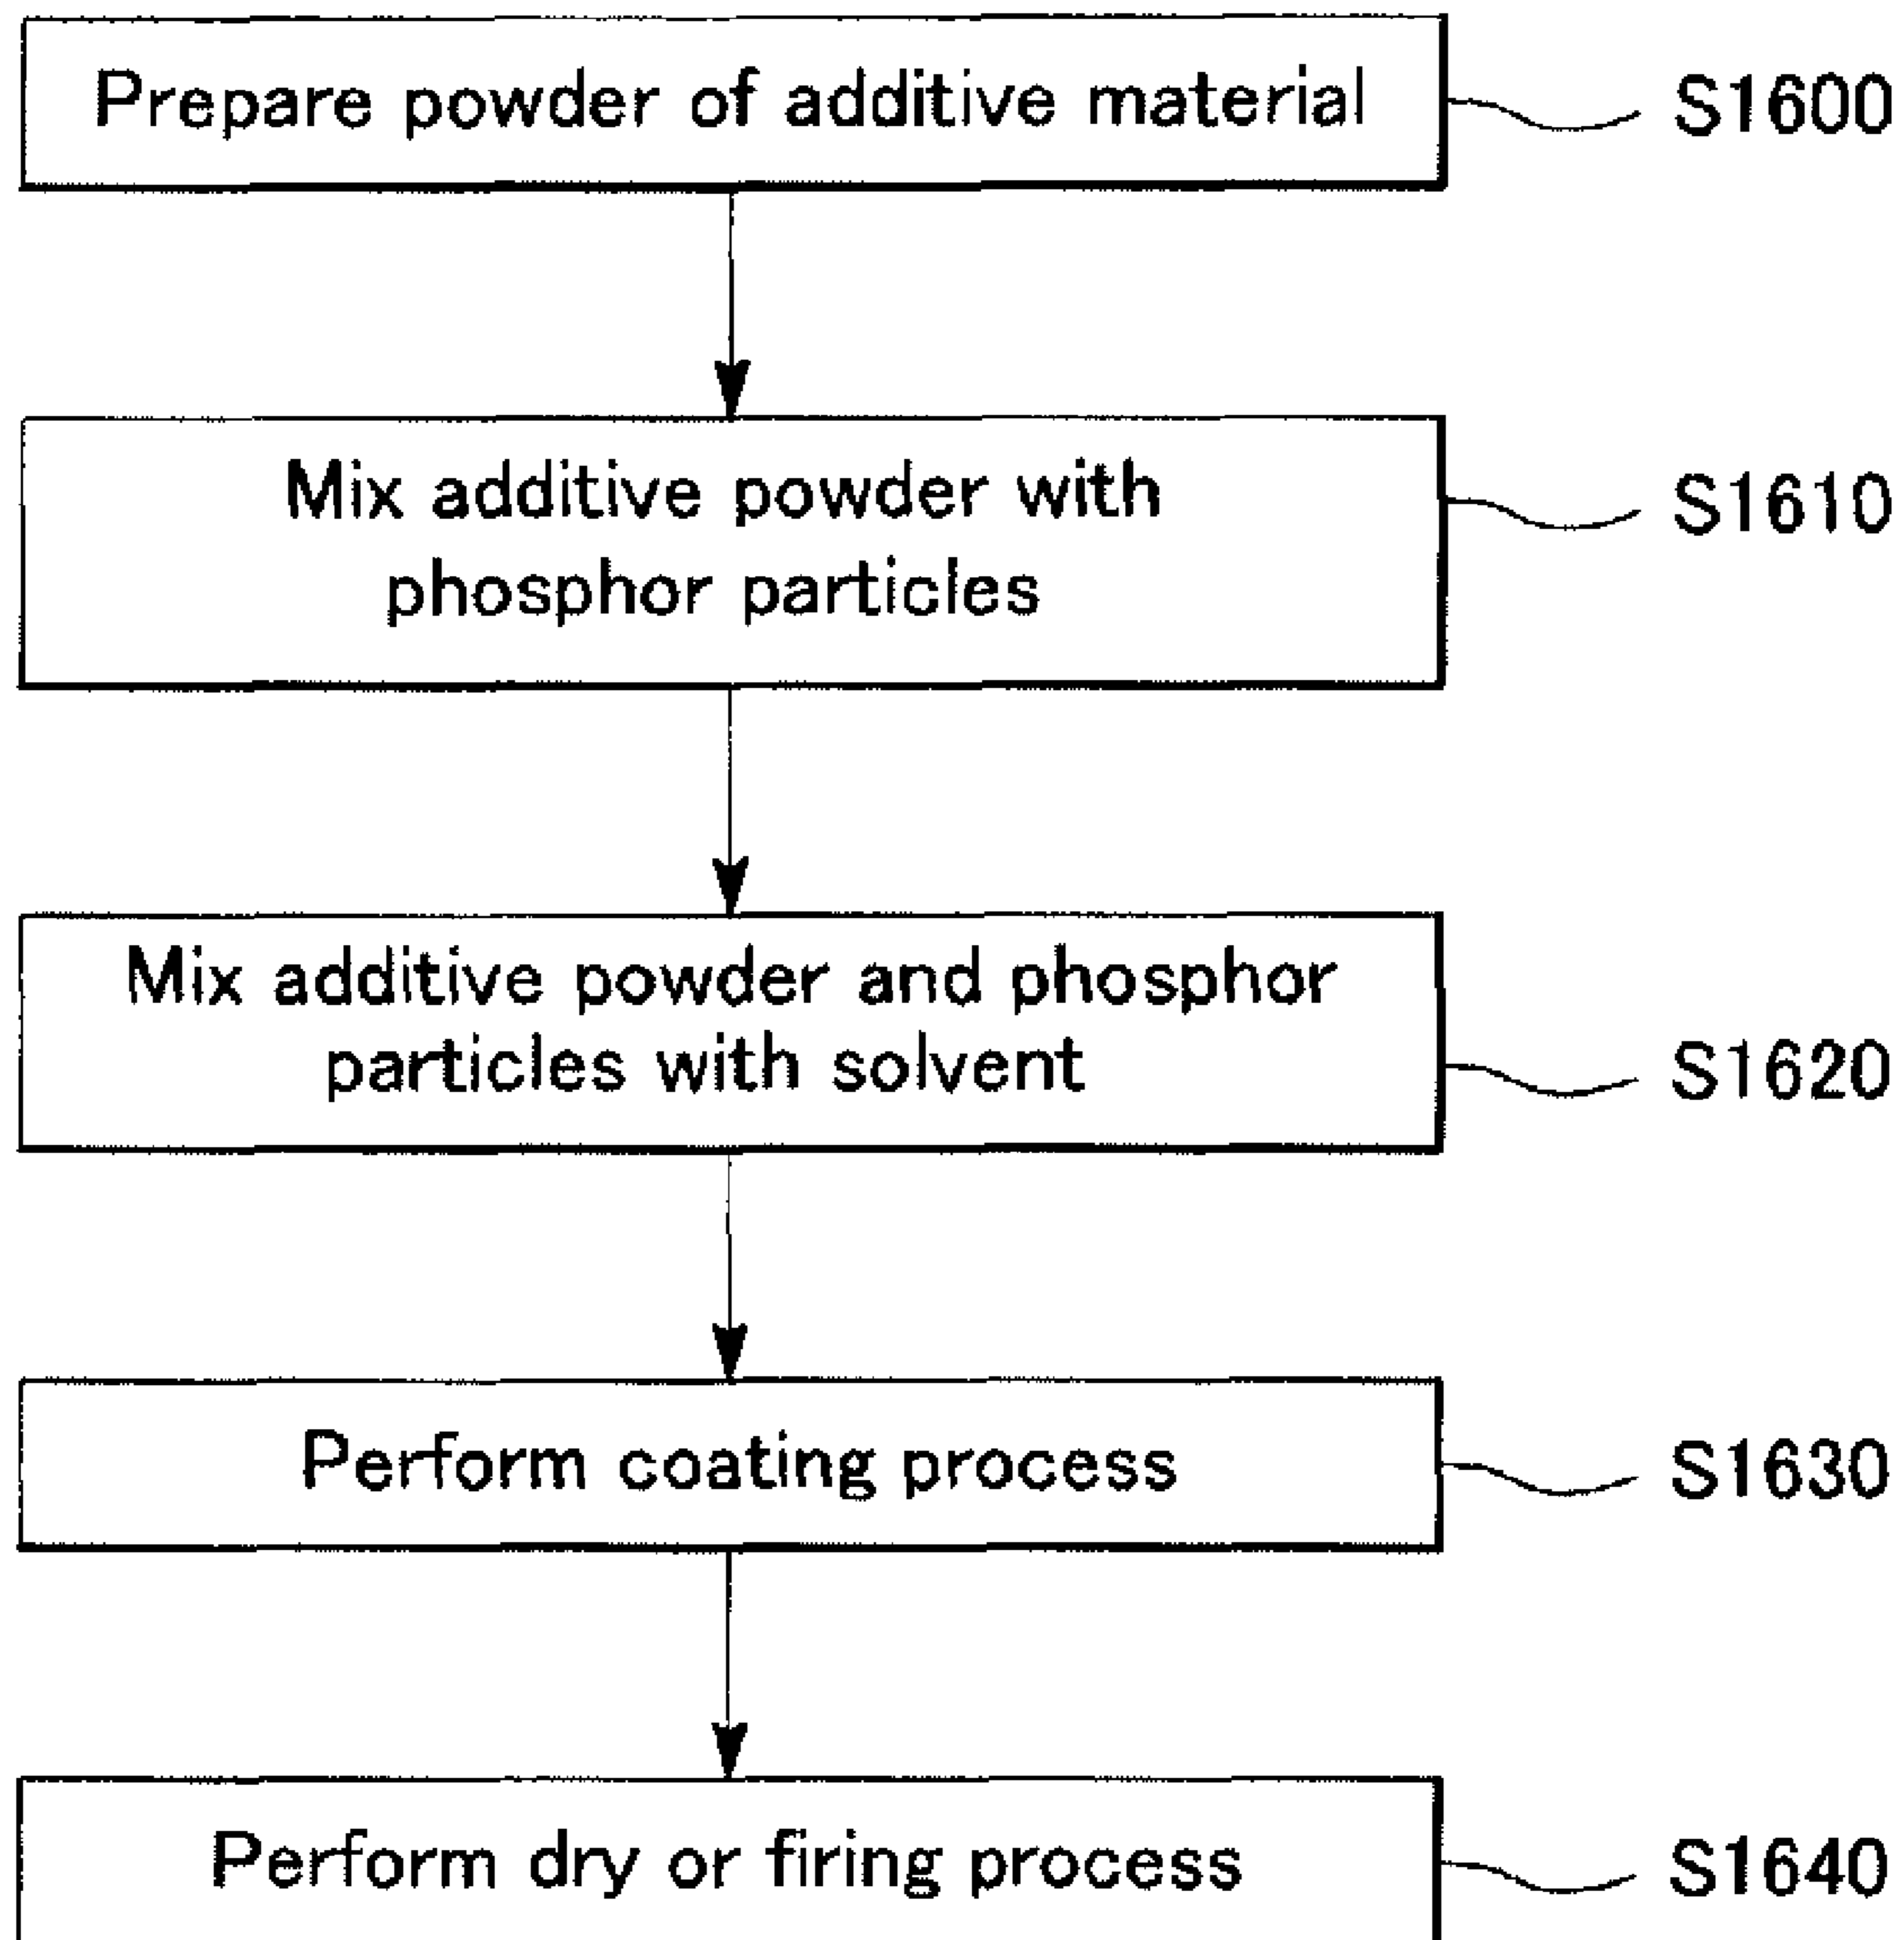 Prepare powder of additive material
S1600
Mix additive powder with
phosphor particles
S1610
Mix additive powder and phosphor
particles with solvent
S1620
Perform coating process
S1630
Perform dry or firing process
S1640